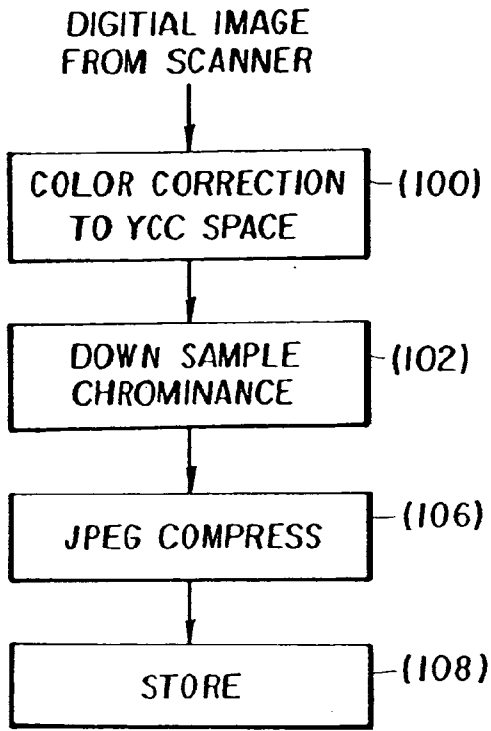 DIGITIAL IMAGE
FROM SCANNER
COLOR CORRECTION
TO YCC SPACE
(100)
DOWN SAMPLE
CHROMINANCE
(102)
JPEG COMPRESS
(106)
STORE
(108)